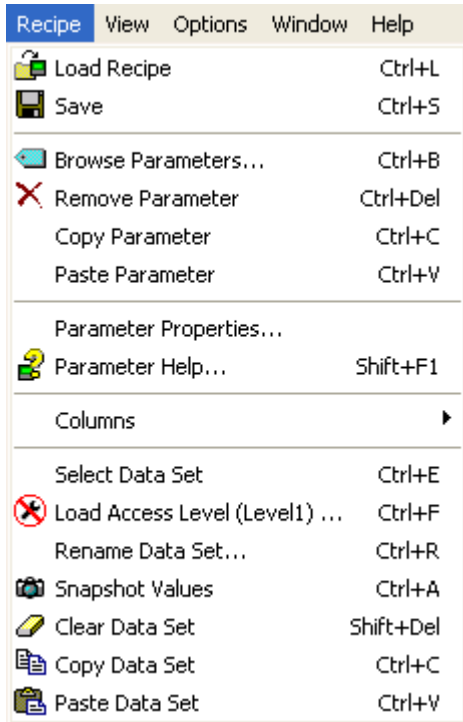 Recipe View Options Window Help
Load Recipe Ctrl+L
Save Ctrl+S
Browse Parameters... Ctrl+B
Remove Parameter Ctrl+Del
Copy Parameter Ctrl+C
Paste Parameter Ctrl+V
Parameter Properties...
Parameter Help... Shift+F1
Columns
Select Data Set Ctrl+E
Load Access Level (Level1) ... Ctrl+F
Rename Data Set... Ctrl+R
Snapshot Values Ctrl+A
Clear Data Set Shift+Del
Copy Data Set Ctrl+C
Paste Data Set Ctrl+V